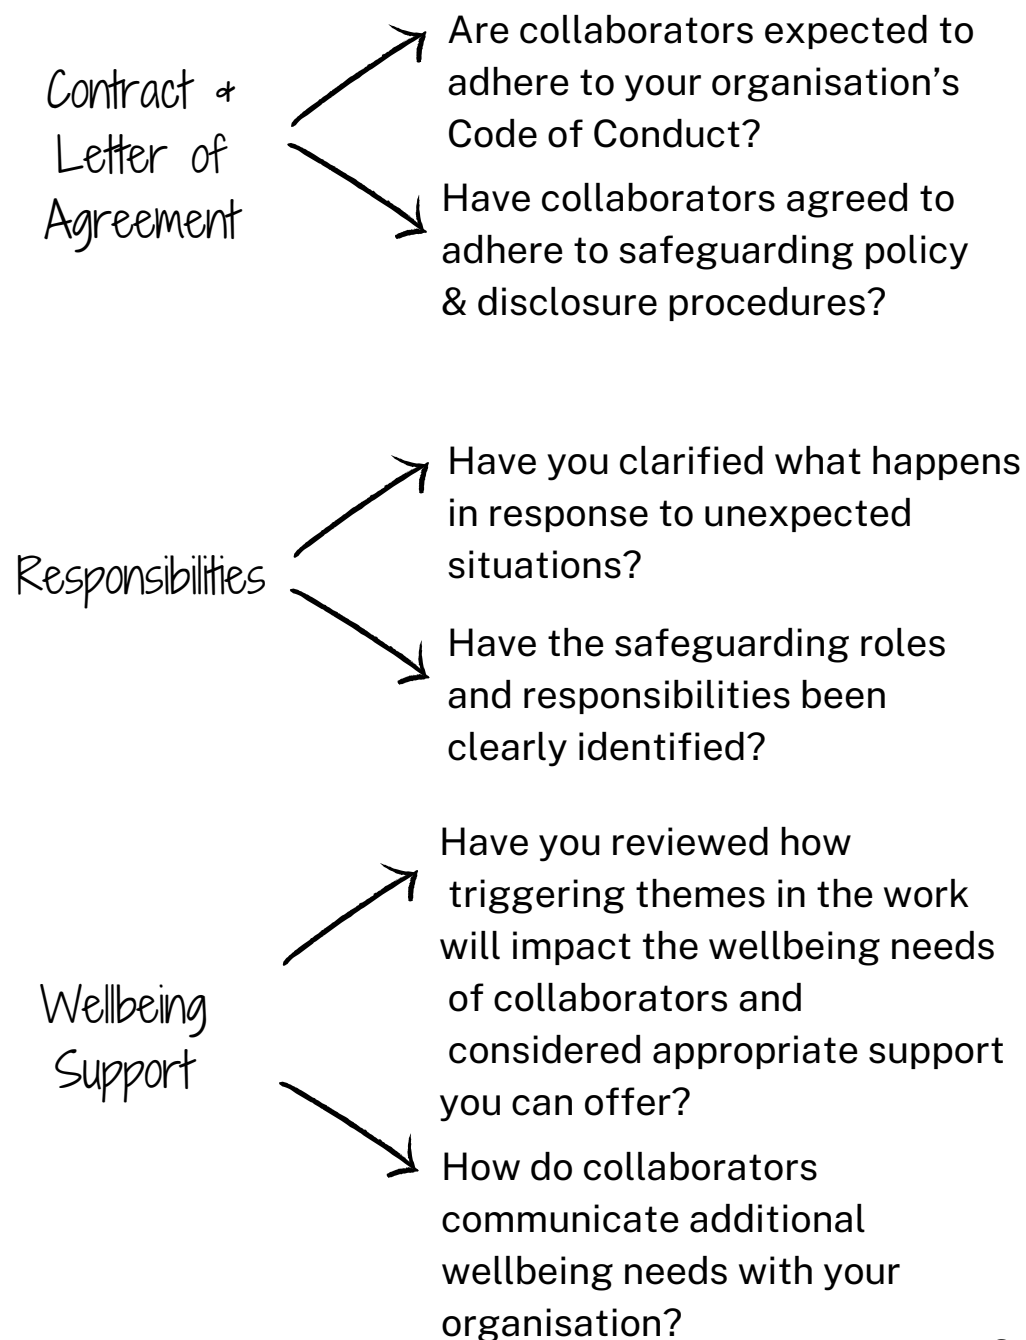 Contract &
Letter of
Agreement
Are collaborators expected to
adhere to your organisation’s
Code of Conduct?
Have collaborators agreed to
adhere to safeguarding policy
& disclosure procedures?
Responsibilities
Have you clarified what happens
in response to unexpected
situations?
Have the safeguarding roles
and responsibilities been
clearly identified?
Wellbeing
Support
Have you reviewed how
triggering themes in the work
will impact the wellbeing needs
of collaborators and
considered appropriate support
you can offer?
How do collaborators
communicate additional
wellbeing needs with your
organisation?